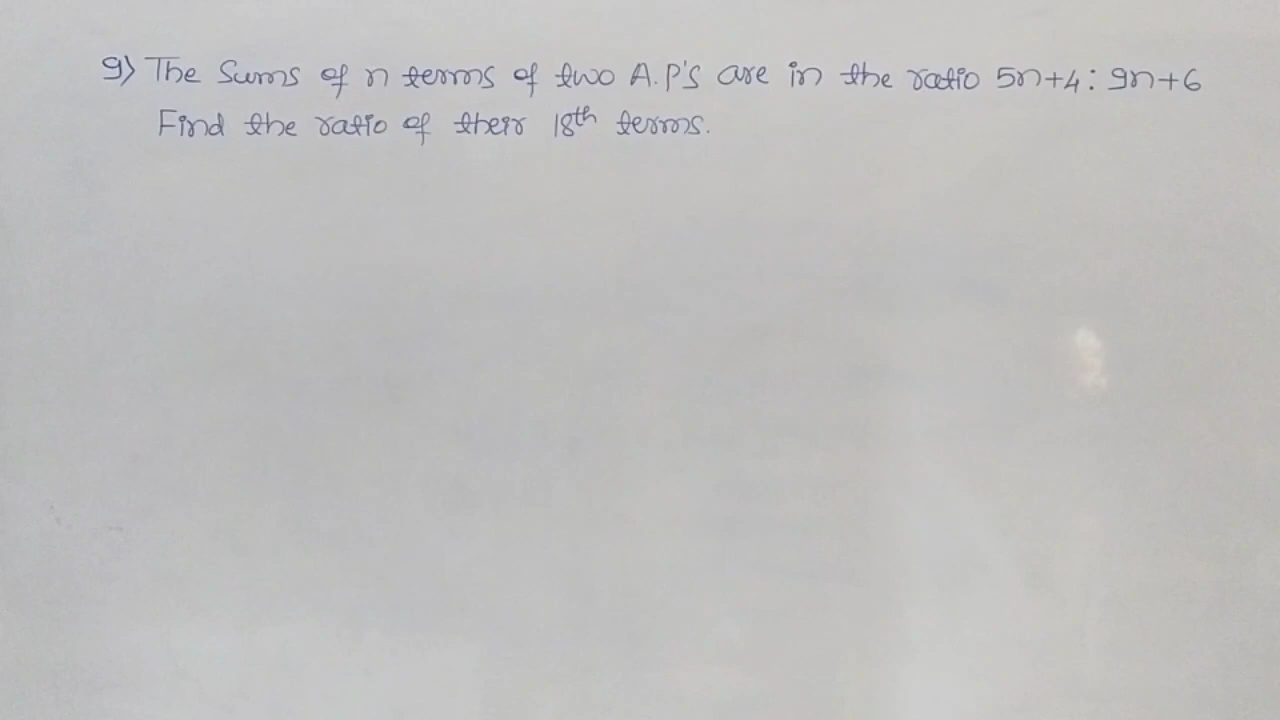 9) The Sums of n terms of two A.P's are in the ratio 5n+4 : 9n+6
Find the ratio of their 18th terms.